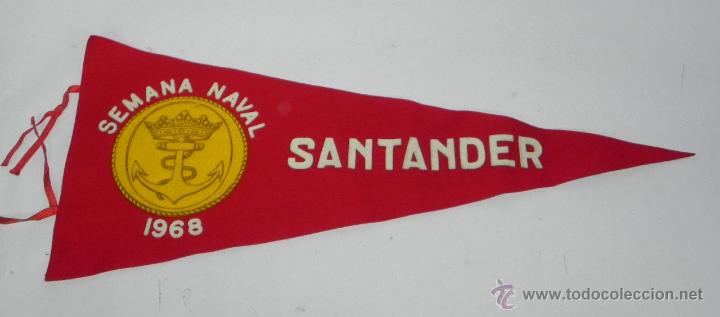 SEMANA NAVAL
1968
SANTANDER
www.todocoleccion.net